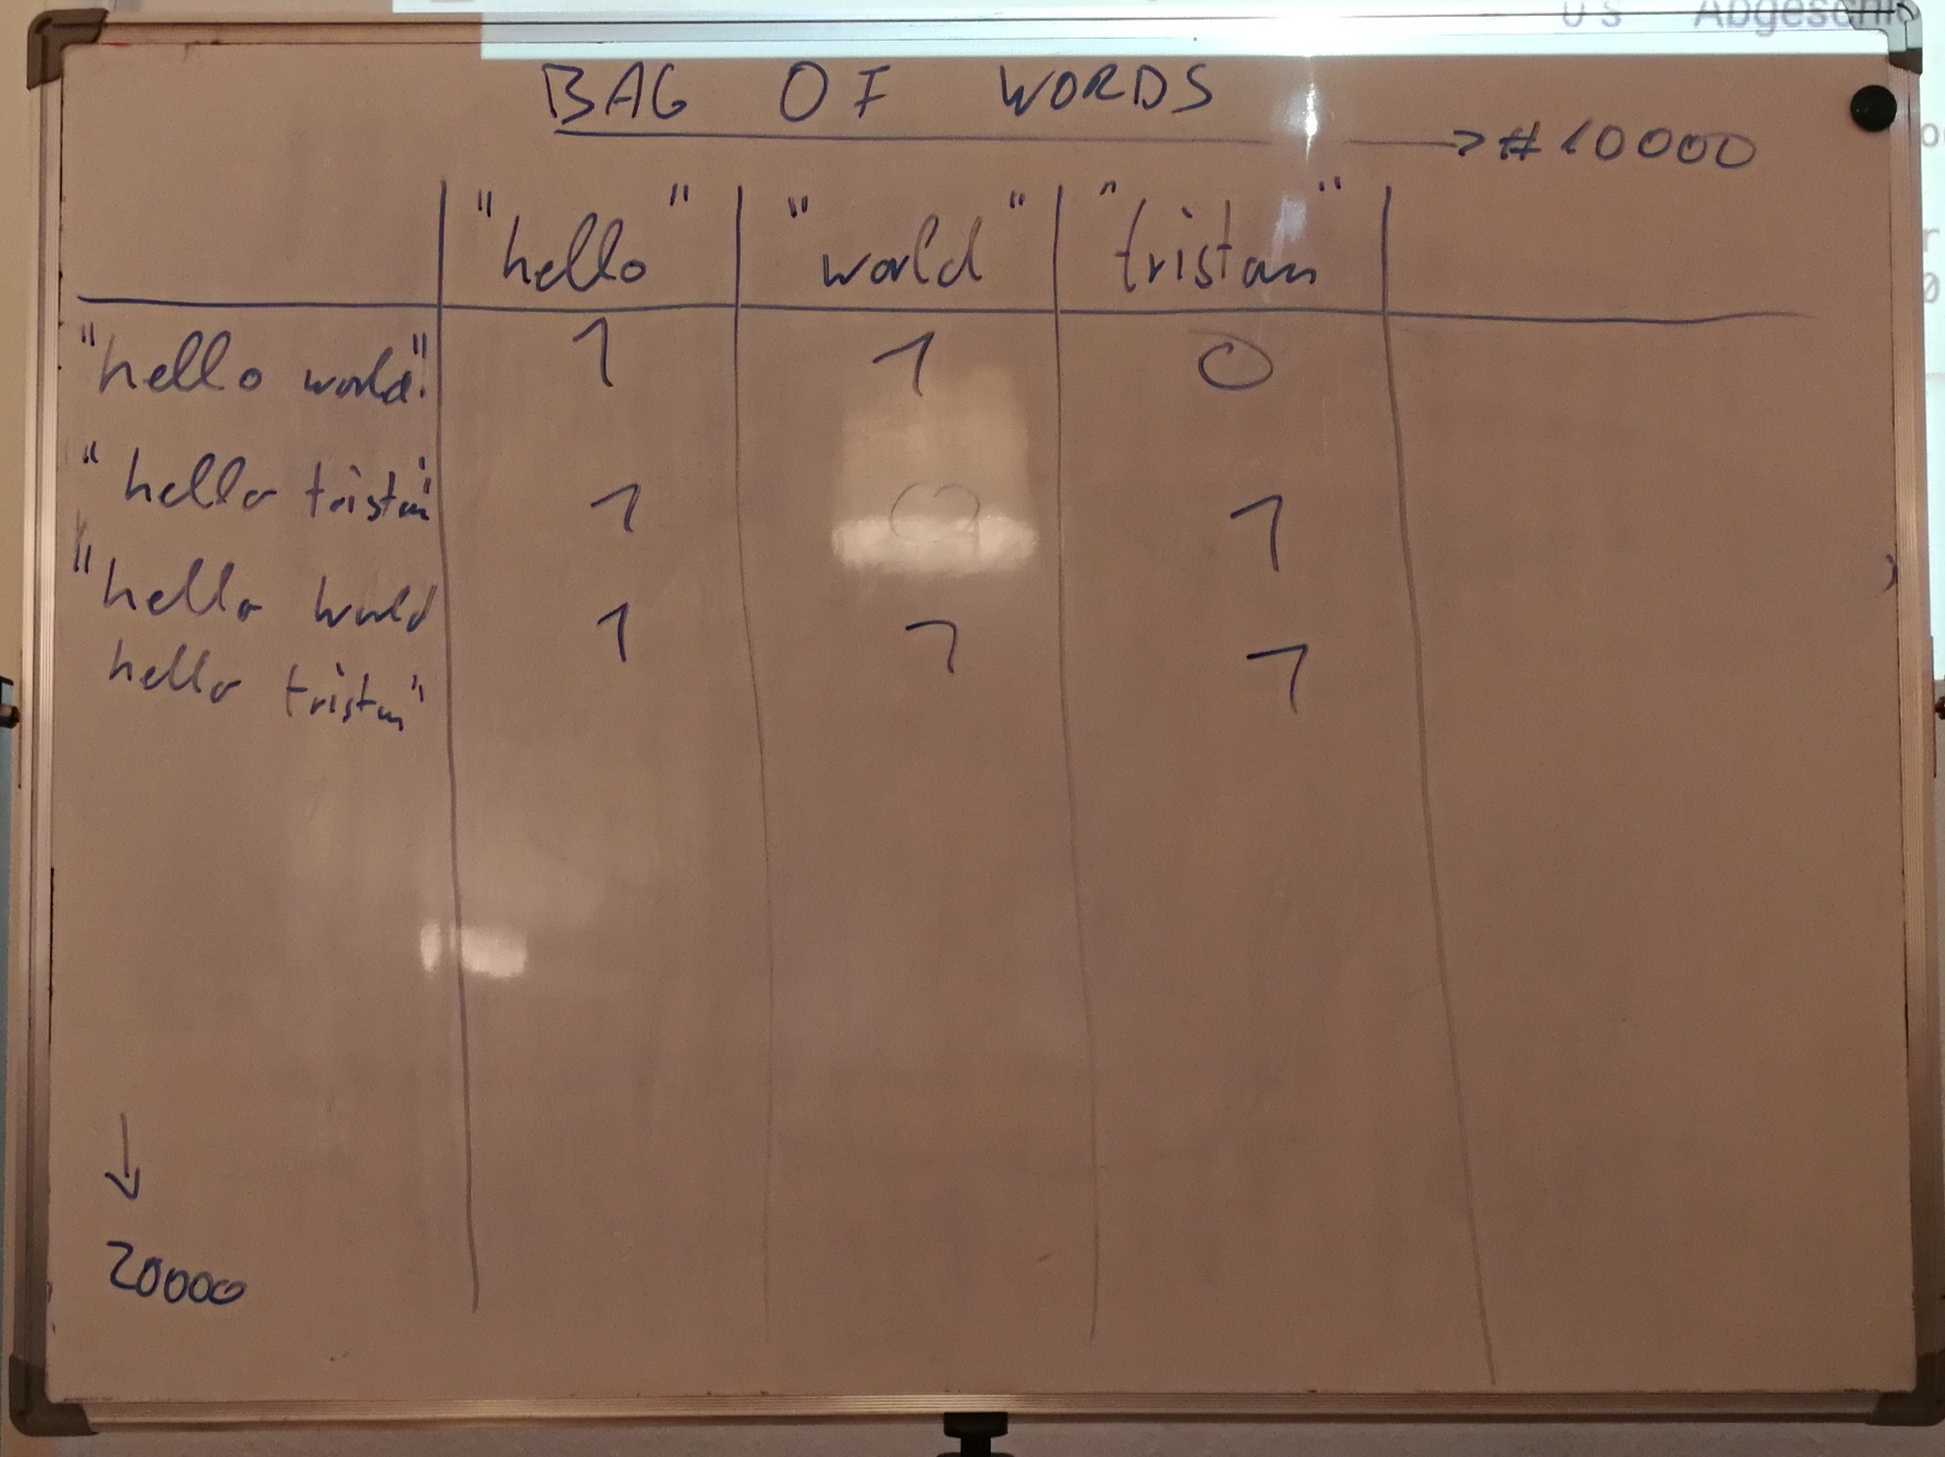 u's Abgeschl
BAG OF WORDS
→ # 10000
"hello" "world" "tristan"
"hello world" 1 1 0
"hello tristan" 1 0 1
"hello world
hello tristan" 1 1 1
↓
20000